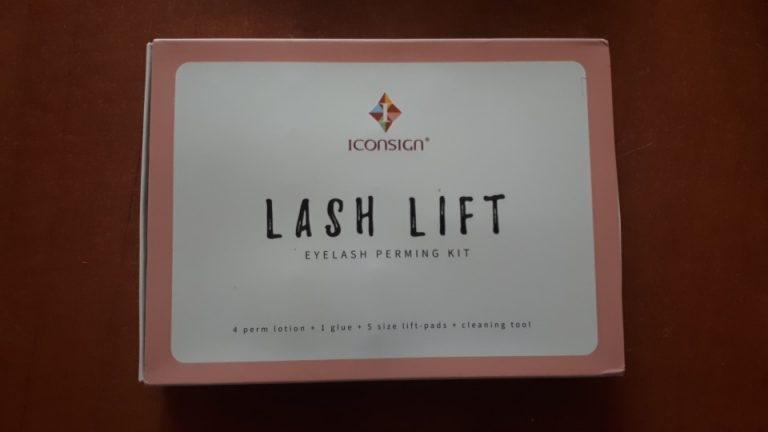 I
ICONSIGN®
LASH LIFT
EYELASH PERMING KIT
4 perm lotion + 1 glue + 5 size lift-pads + cleaning tool